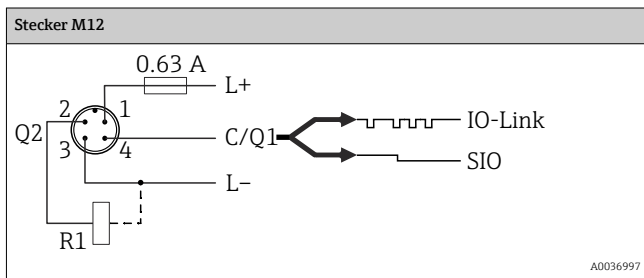 Stecker M12
0.63 A
L+
2 1
Q2
C/Q1
IO-Link
3 4
SIO
L–
R1
A0036997